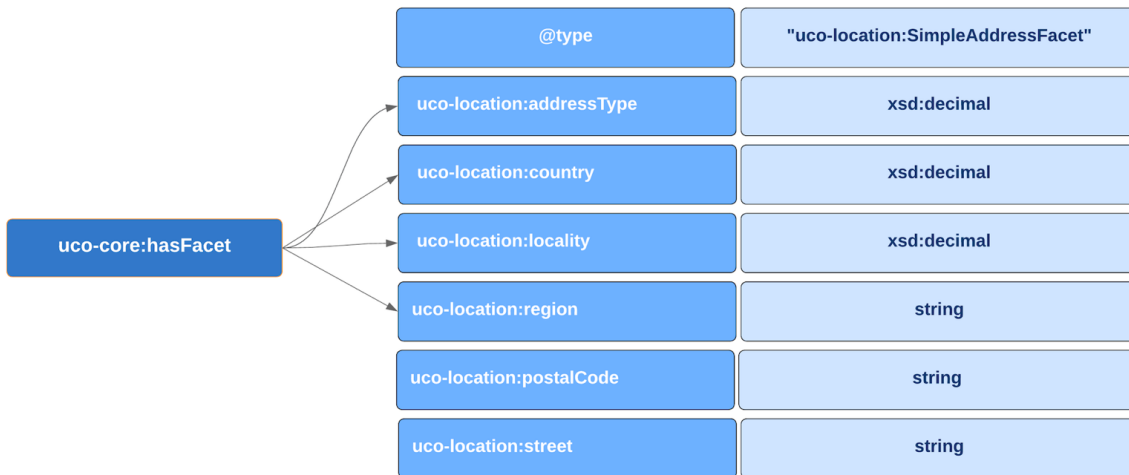 @type "uco-location:SimpleAddressFacet"
uco-location:addressType xsd:decimal
uco-location:country xsd:decimal
uco-core:hasFacet
uco-location:locality xsd:decimal
uco-location:region string
uco-location:postalCode string
uco-location:street string